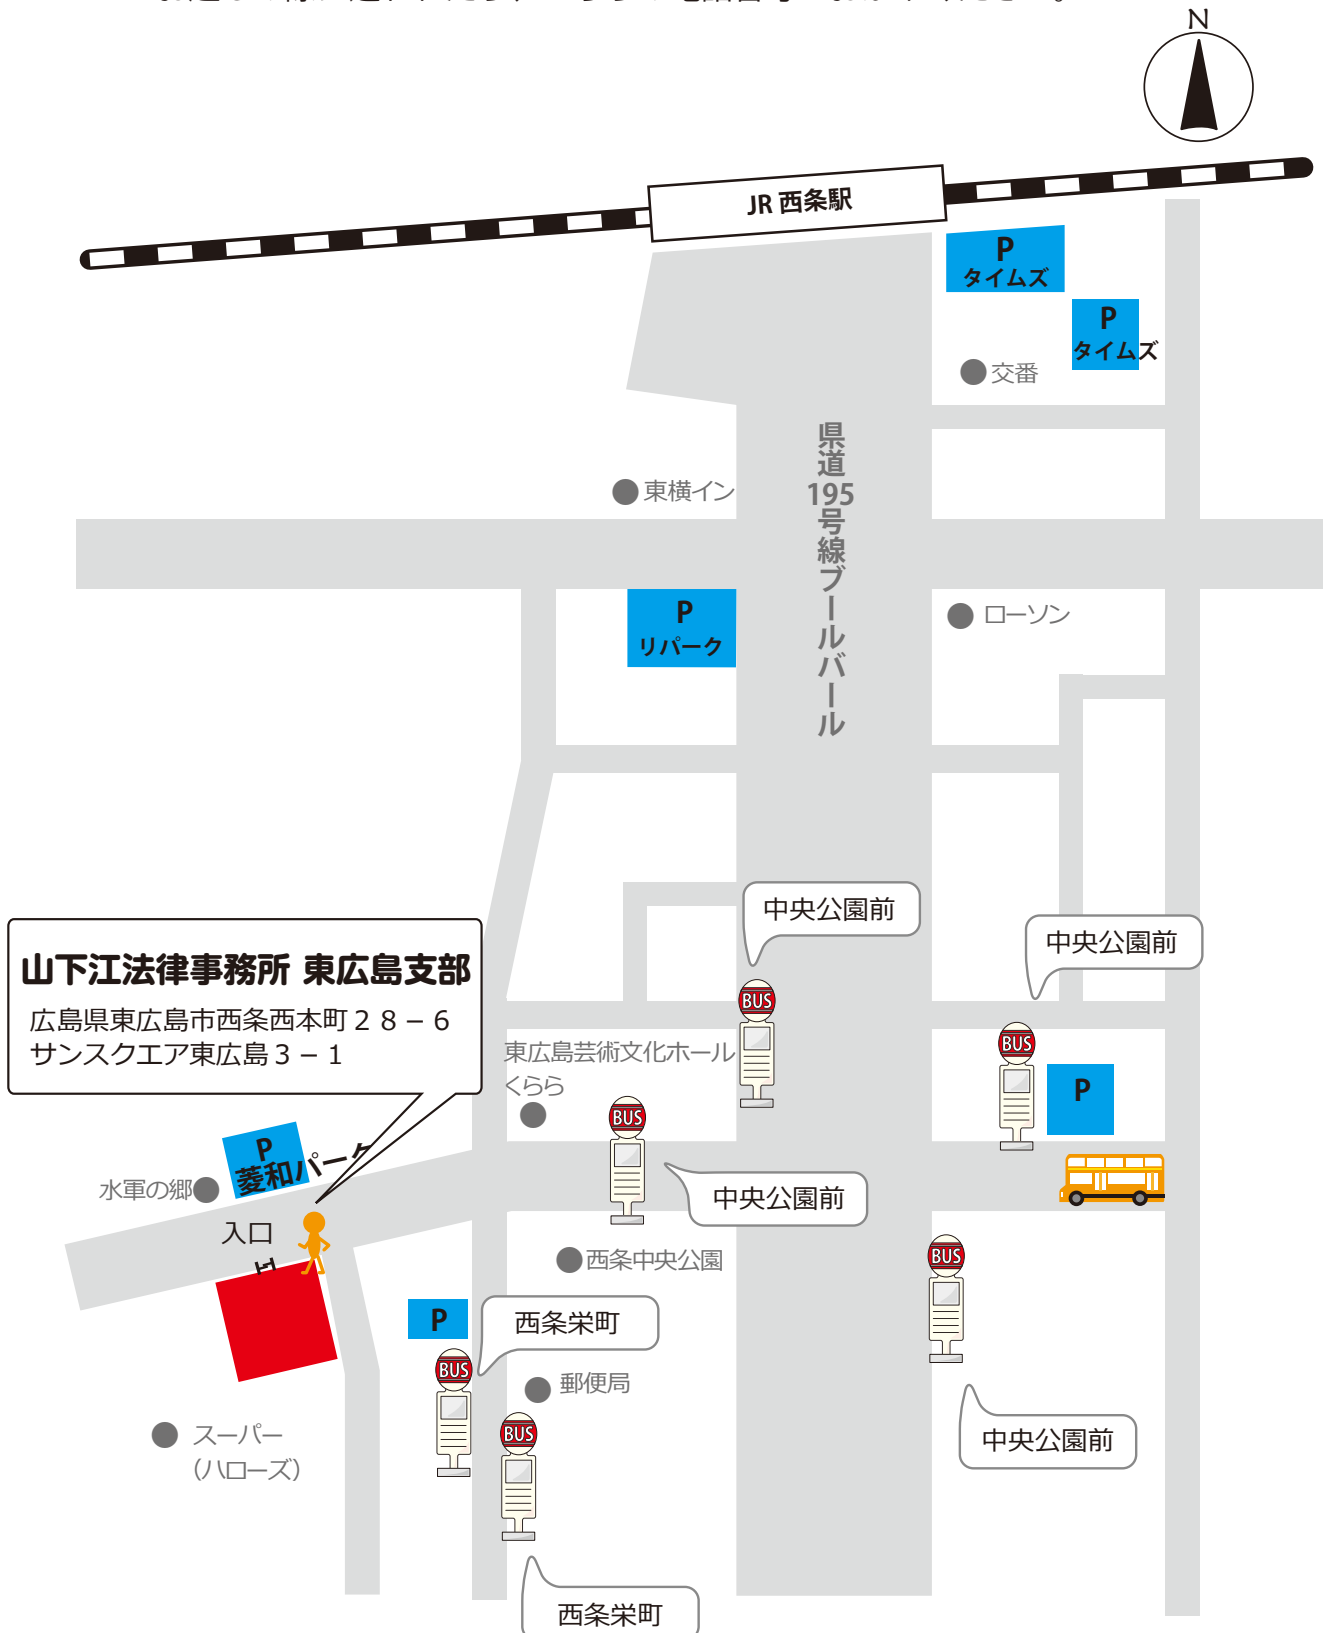 N
JR 西条駅
P
タイムズ
P
タイムズ
交番
県道195号線ブールバール
東横イン
P
リパーク
ローソン
中央公園前
中央公園前
山下江法律事務所 東広島支部
広島県東広島市西条西本町２８－６
サンスクエア東広島３－１
BUS
BUS
東広島芸術文化ホール
くらら
P
BUS
P
菱和パーク
水軍の郷
中央公園前
入口
BUS
西条中央公園
P
西条栄町
BUS
郵便局
BUS
中央公園前
スーパー
（ハローズ）
西条栄町